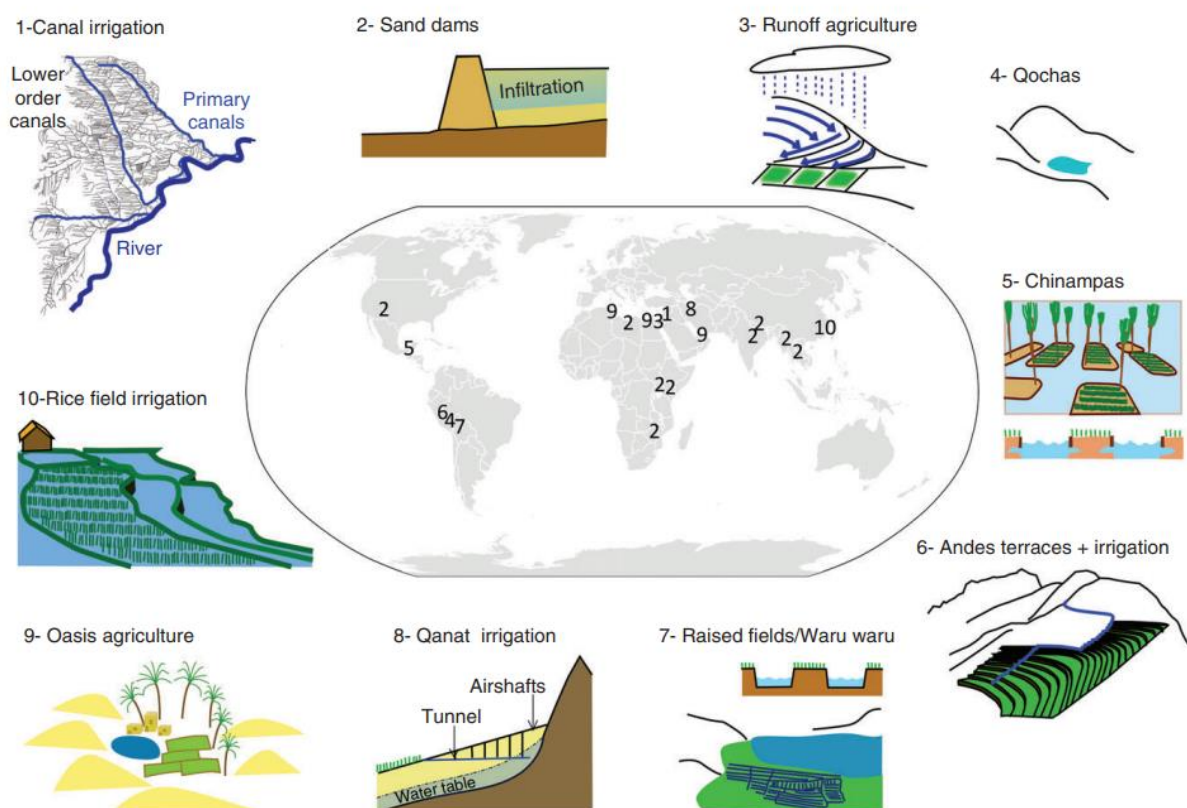 1-Canal irrigation
2- Sand dams
3- Runoff agriculture
4- Qochas
Lower
order
canals
Primary
canals
River
Infiltration
5- Chinampas
2
5
6
4
7
9
2
9
3
1
8
9
2
2
2
2
10
2
2
2
10-Rice field irrigation
6- Andes terraces + irrigation
9- Oasis agriculture
8- Qanat irrigation
Airshafts
Tunnel
Water table
7- Raised fields/Waru waru